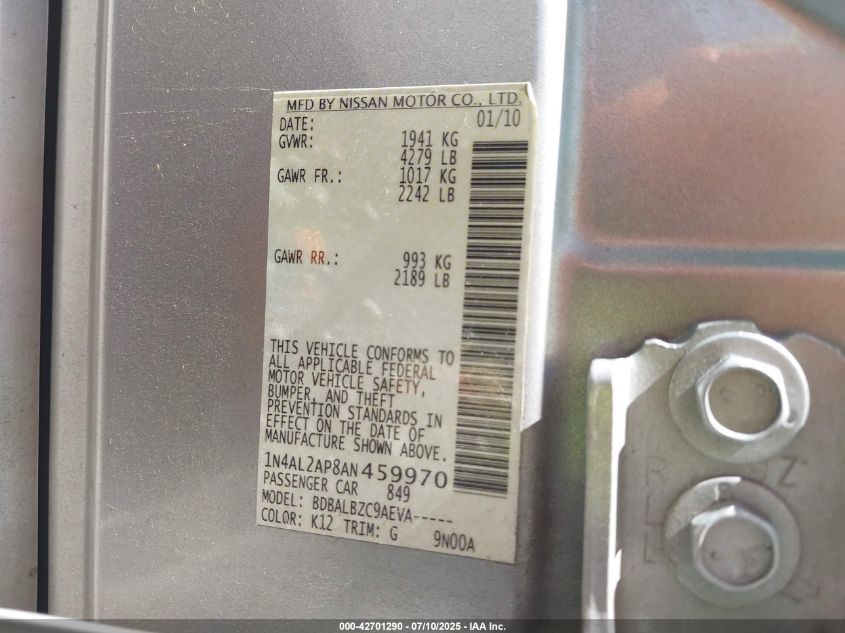 MFD BY NISSAN MOTOR CO., LTD.
DATE: 01/10
GVWR: 1941 KG
4279 LB
GAWR FR.: 1017 KG
2242 LB
GAWR RR.: 993 KG
2189 LB
THIS VEHICLE CONFORMS TO
ALL APPLICABLE FEDERAL
MOTOR VEHICLE SAFETY,
BUMPER, AND THEFT
PREVENTION STANDARDS IN
EFFECT ON THE DATE OF
MANUFACTURE SHOWN ABOVE.
1N4AL2AP8AN459970
PASSENGER CAR 849
MODEL: BDBALBZC9AEVA-----
COLOR: K12 TRIM: G 9N00A
000-42701290 - 07/10/2025 - IAA Inc.